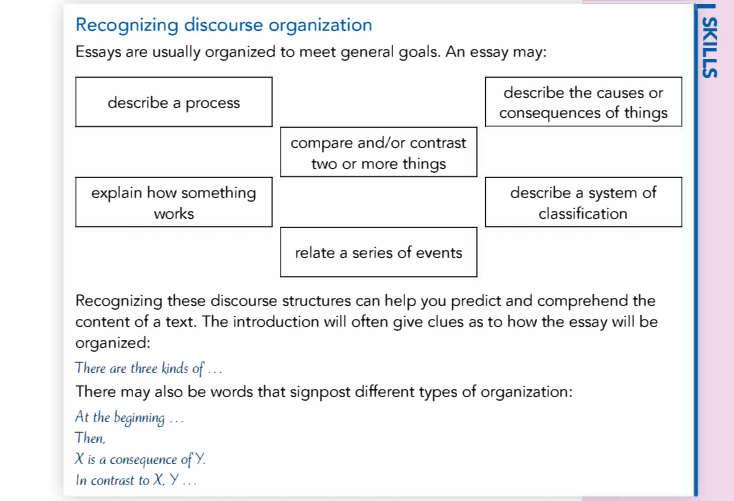 Recognizing discourse organization
Essays are usually organized to meet general goals. An essay may:
describe a process
describe the causes or
consequences of things
compare and/or contrast
two or more things
explain how something
works
describe a system of
classification
relate a series of events
Recognizing these discourse structures can help you predict and comprehend the
content of a text. The introduction will often give clues as to how the essay will be
organized:
There are three kinds of ...
There may also be words that signpost different types of organization:
At the beginning ...
Then,
X is a consequence of Y.
In contrast to X, Y ...
SKILLS